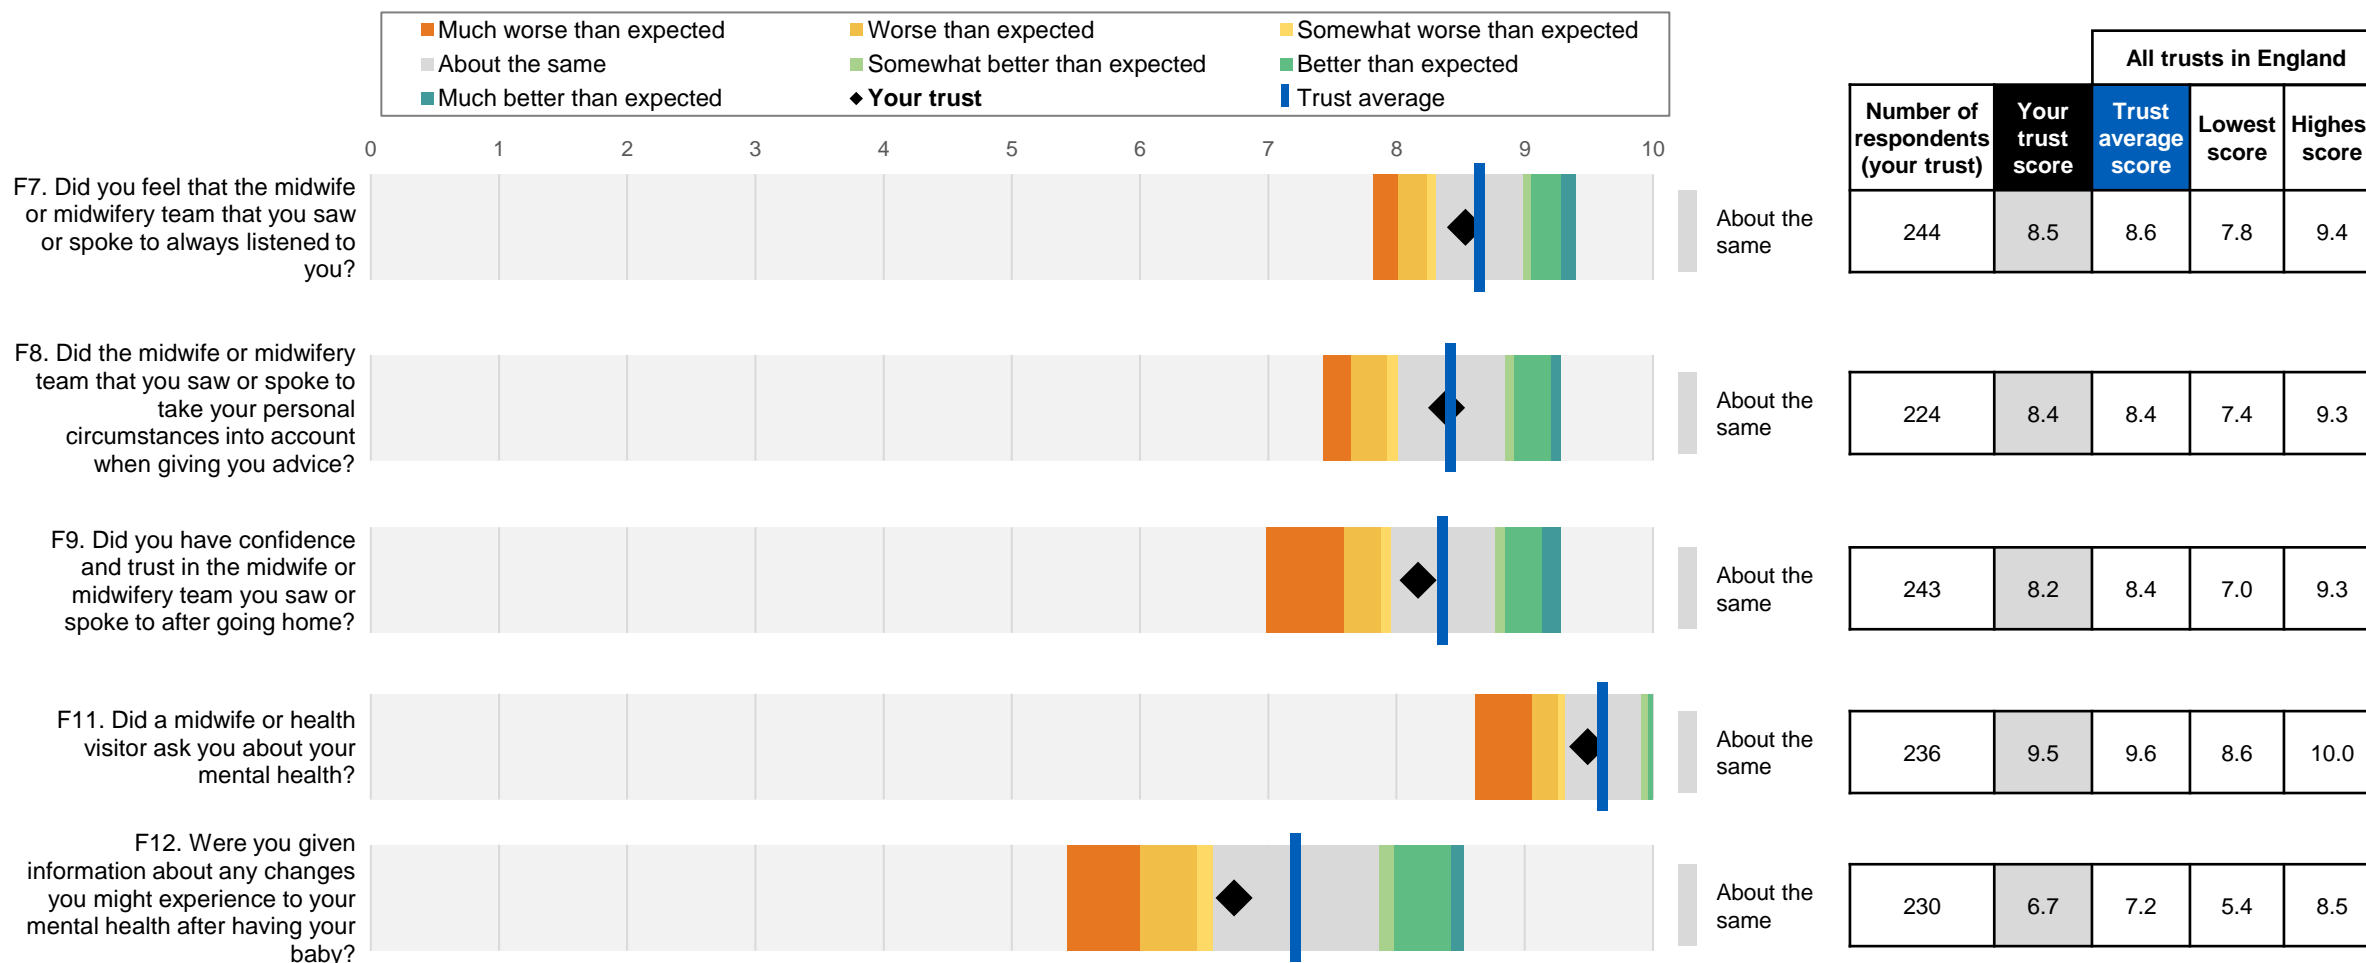 Much worse than expected
Worse than expected
Somewhat worse than expected
About the same
Somewhat better than expected
Better than expected
Much better than expected
Your trust
Trust average
All trusts in England
Number of
respondents
(your trust)
Your
trust
score
Trust
average
score
Lowest
score
Highes
score
0 1 2 3 4 5 6 7 8 9 10
F7. Did you feel that the midwife
or midwifery team that you saw
or spoke to always listened to
you?
About the
same
244 8.5 8.6 7.8 9.4
F8. Did the midwife or midwifery
team that you saw or spoke to
take your personal
circumstances into account
when giving you advice?
About the
same
224 8.4 8.4 7.4 9.3
F9. Did you have confidence
and trust in the midwife or
midwifery team you saw or
spoke to after going home?
About the
same
243 8.2 8.4 7.0 9.3
F11. Did a midwife or health
visitor ask you about your
mental health?
About the
same
236 9.5 9.6 8.6 10.0
F12. Were you given
information about any changes
you might experience to your
mental health after having your
baby?
About the
same
230 6.7 7.2 5.4 8.5